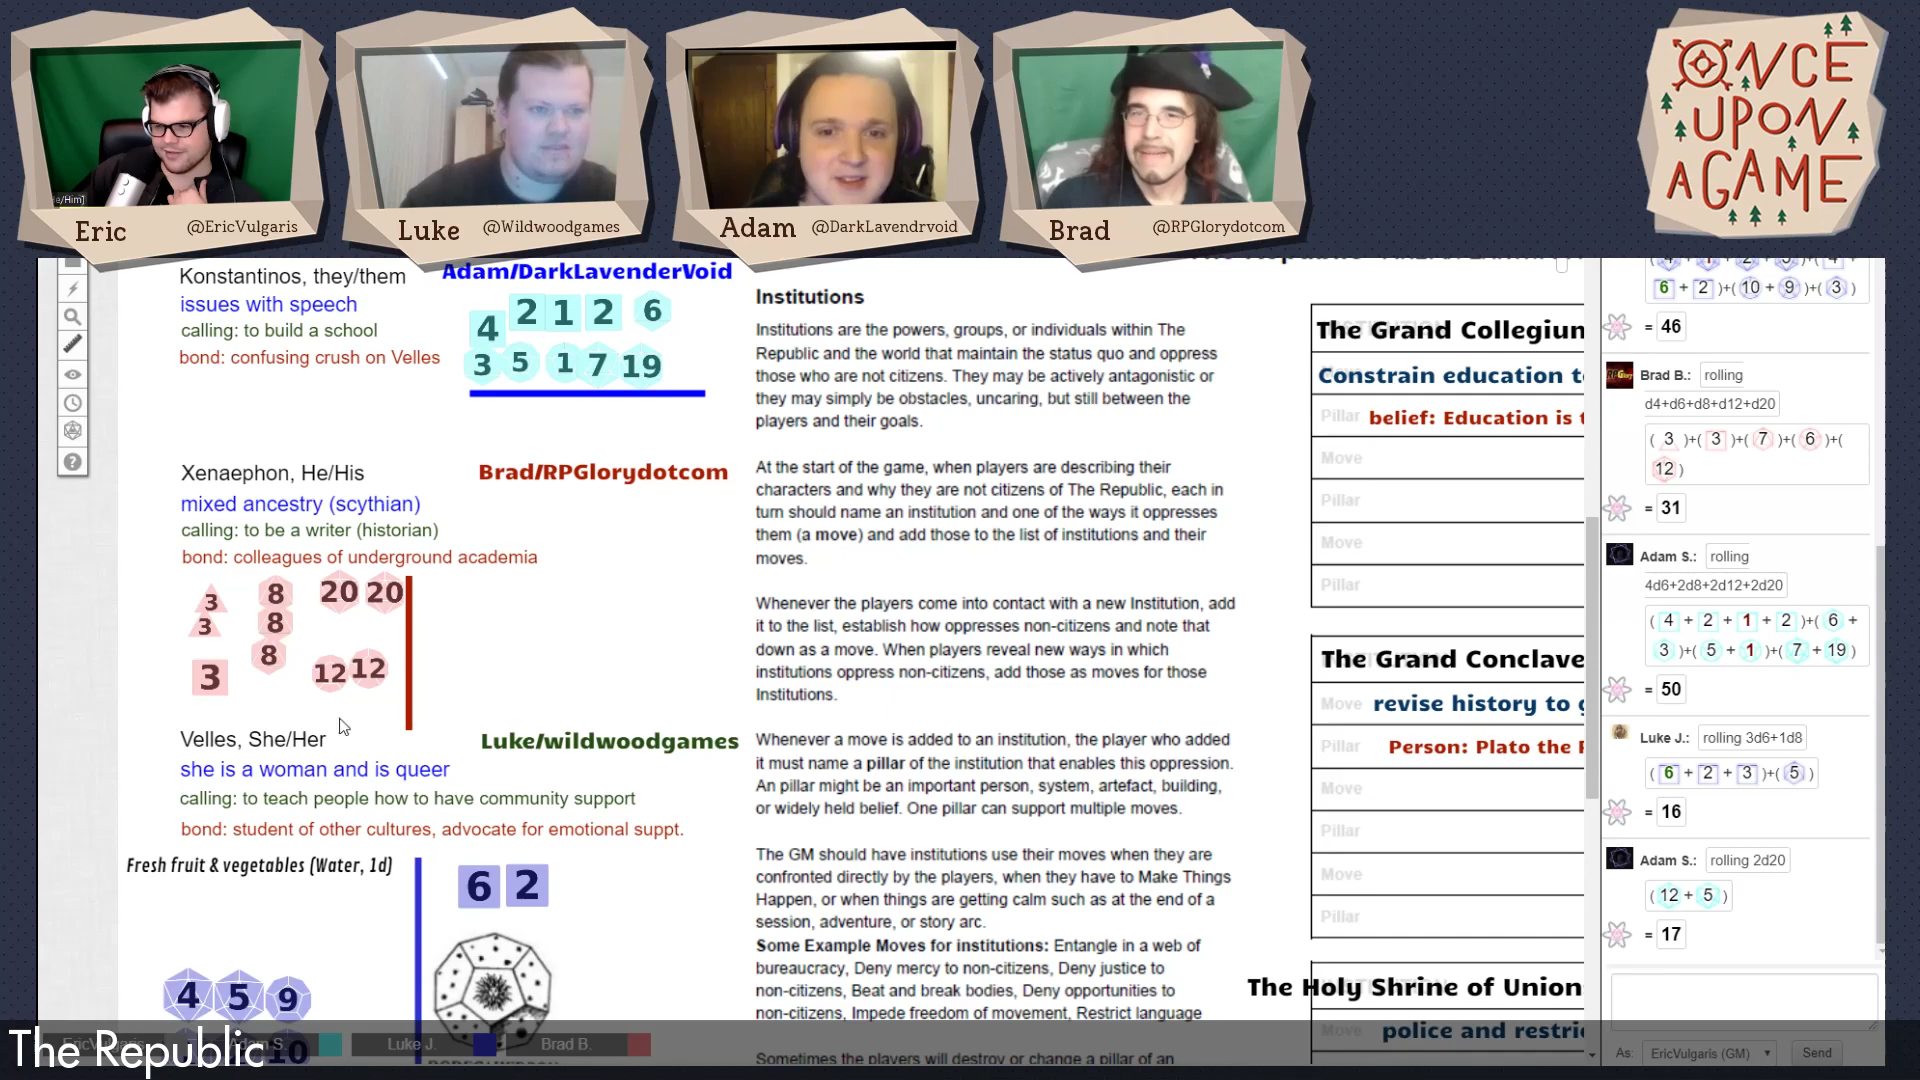 e/Him]
Eric @EricVulgaris
Luke @Wildwoodgames
Adam @DarkLavendrvoid
Brad @RPGlorydotcom
ONCE
UPON
A GAME
Konstantinos, they/them
issues with speech
calling: to build a school
bond: confusing crush on Velles
Adam/DarkLavenderVoid
4 2 1 2 6
3 5 1 7 19
Xenaephon, He/His
mixed ancestry (scythian)
calling: to be a writer (historian)
bond: colleagues of underground academia
Brad/RPGlorydotcom
3 8 20 20
3 8
8
3 12 12
Velles, She/Her
she is a woman and is queer
calling: to teach people how to have community support
bond: student of other cultures, advocate for emotional suppt.
Luke/wildwoodgames
Fresh fruit & vegetables (Water, 1d)
6 2
4 5 9
10
Institutions
Institutions are the powers, groups, or individuals within The
Republic and the world that maintain the status quo and oppress
those who are not citizens. They may be actively antagonistic or
they may simply be obstacles, uncaring, but still between the
players and their goals.
At the start of the game, when players are describing their
characters and why they are not citizens of The Republic, each in
turn should name an institution and one of the ways it oppresses
them (a move) and add those to the list of institutions and their
moves.
Whenever the players come into contact with a new Institution, add
it to the list, establish how oppresses non-citizens and note that
down as a move. When players reveal new ways in which
institutions oppress non-citizens, add those as moves for those
Institutions.
Whenever a move is added to an institution, the player who added
it must name a pillar of the institution that enables this oppression.
An pillar might be an important person, system, artefact, building,
or widely held belief. One pillar can support multiple moves.
The GM should have institutions use their moves when they are
confronted directly by the players, when they have to Make Things
Happen, or when things are getting calm such as at the end of a
session, adventure, or story arc.
Some Example Moves for institutions: Entangle in a web of
bureaucracy, Deny mercy to non-citizens, Deny justice to
non-citizens, Beat and break bodies, Deny opportunities to
non-citizens, Impede freedom of movement, Restrict language
Sometimes the players will destroy or change a pillar of an
The Grand Collegiun
Constrain education t
Pillar belief: Education is t
Move
Pillar
Move
Pillar
The Grand Conclave
Move revise history to g
Pillar Person: Plato the
Move
Pillar
Move
Pillar
The Holy Shrine of Union
Move police and restric
6 + 2 )+( 10 + 9 )+( 3 )
= 46
Brad B.: rolling
d4+d6+d8+d12+d20
( 3 )+( 3 )+( 7 )+( 6 )+(
12 )
= 31
Adam S.: rolling
4d6+2d8+2d12+2d20
( 4 + 2 + 1 + 2 )+( 6 +
3 )+( 5 + 1 )+( 7 + 19 )
= 50
Luke J.: rolling 3d6+1d8
( 6 + 2 + 3 )+( 5 )
= 16
Adam S.: rolling 2d20
( 12 + 5 )
= 17
As: EricVulgaris (GM) Send
EricVulgaris Adam S. Luke J. Brad B.
The Republic